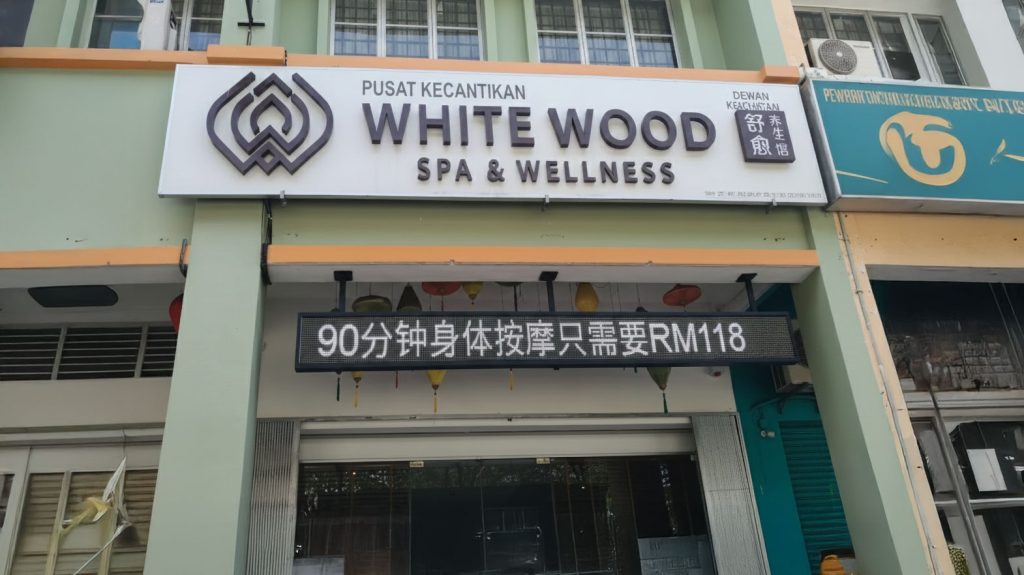 PUSAT KECANTIKAN
WHITE WOOD
SPA & WELLNESS
DEWAN
舒愈
养生馆
90分钟身体按摩只需要RM118